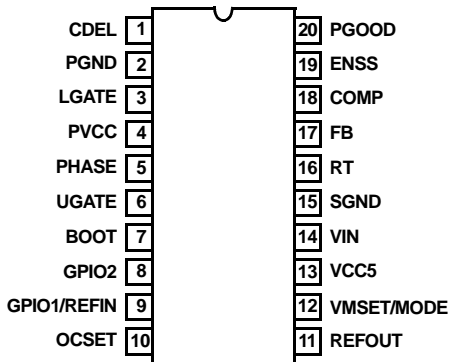 CDEL 1 20 PGOOD
PGND 2 19 ENSS
LGATE 3 18 COMP
PVCC 4 17 FB
PHASE 5 16 RT
UGATE 6 15 SGND
BOOT 7 14 VIN
GPIO2 8 13 VCC5
GPIO1/REFIN 9 12 VMSET/MODE
OCSET 10 11 REFOUT